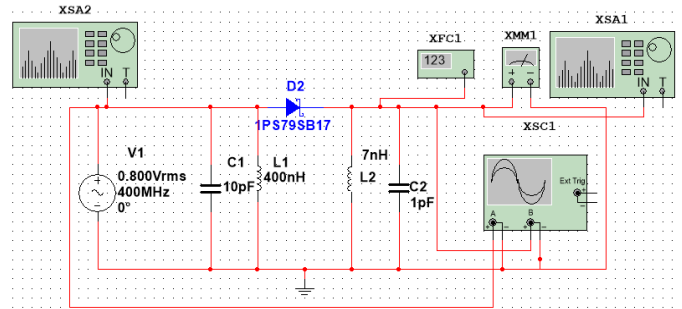 XSA2
XFC1
XMM1
XSA1
IN T
123
+ −
IN T
D2
1PS79SB17
XSC1
V1
0.800Vrms
400MHz
0°
C1
10pF
L1
400nH
7nH
L2
C2
1pF
Ext Trig
+
−
A
B
+ − + −